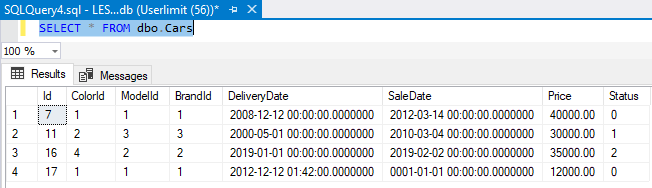 SQLQuery4.sql - LES...db (Userlimit (56))*
SELECT * FROM dbo.Cars
100 %
Results Messages
Id ColorId ModelId BrandId DeliveryDate SaleDate Price Status
1 7 1 1 1 2008-12-12 00:00:00.0000000 2012-03-14 00:00:00.0000000 40000.00 0
2 11 2 3 3 2000-05-01 00:00:00.0000000 2010-03-04 00:00:00.0000000 30000.00 1
3 16 4 2 2 2019-01-01 00:00:00.0000000 2019-02-02 00:00:00.0000000 35000.00 2
4 17 1 1 1 2012-12-12 01:42:00.0000000 0001-01-01 00:00:00.0000000 12000.00 0